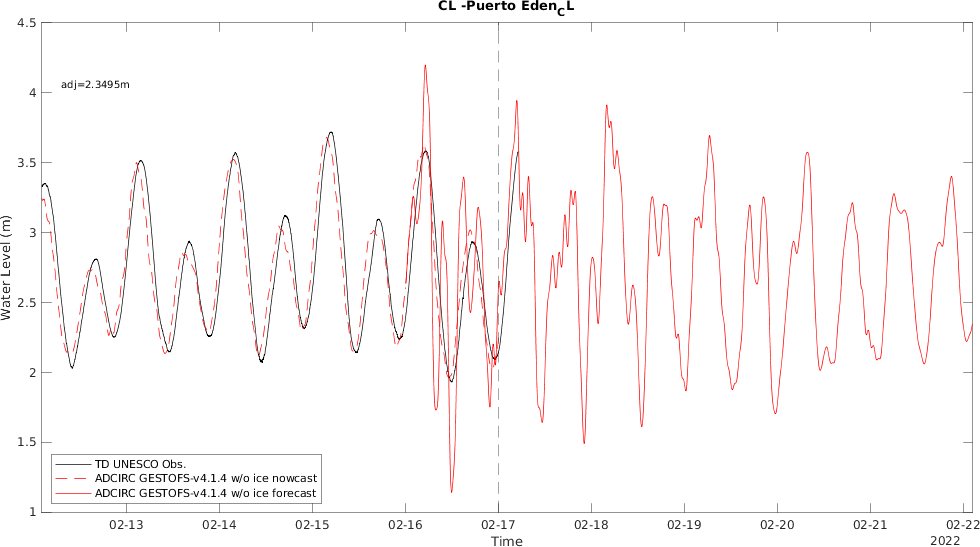 CL -Puerto Eden_CL
4.5
4
3.5
3
2.5
2
1.5
1
Water Level (m)
adj=2.3495m
TD UNESCO Obs.
ADCIRC GESTOFS-v4.1.4 w/o ice nowcast
ADCIRC GESTOFS-v4.1.4 w/o ice forecast
02-13 02-14 02-15 02-16 02-17 02-18 02-19 02-20 02-21 02-22
Time
2022